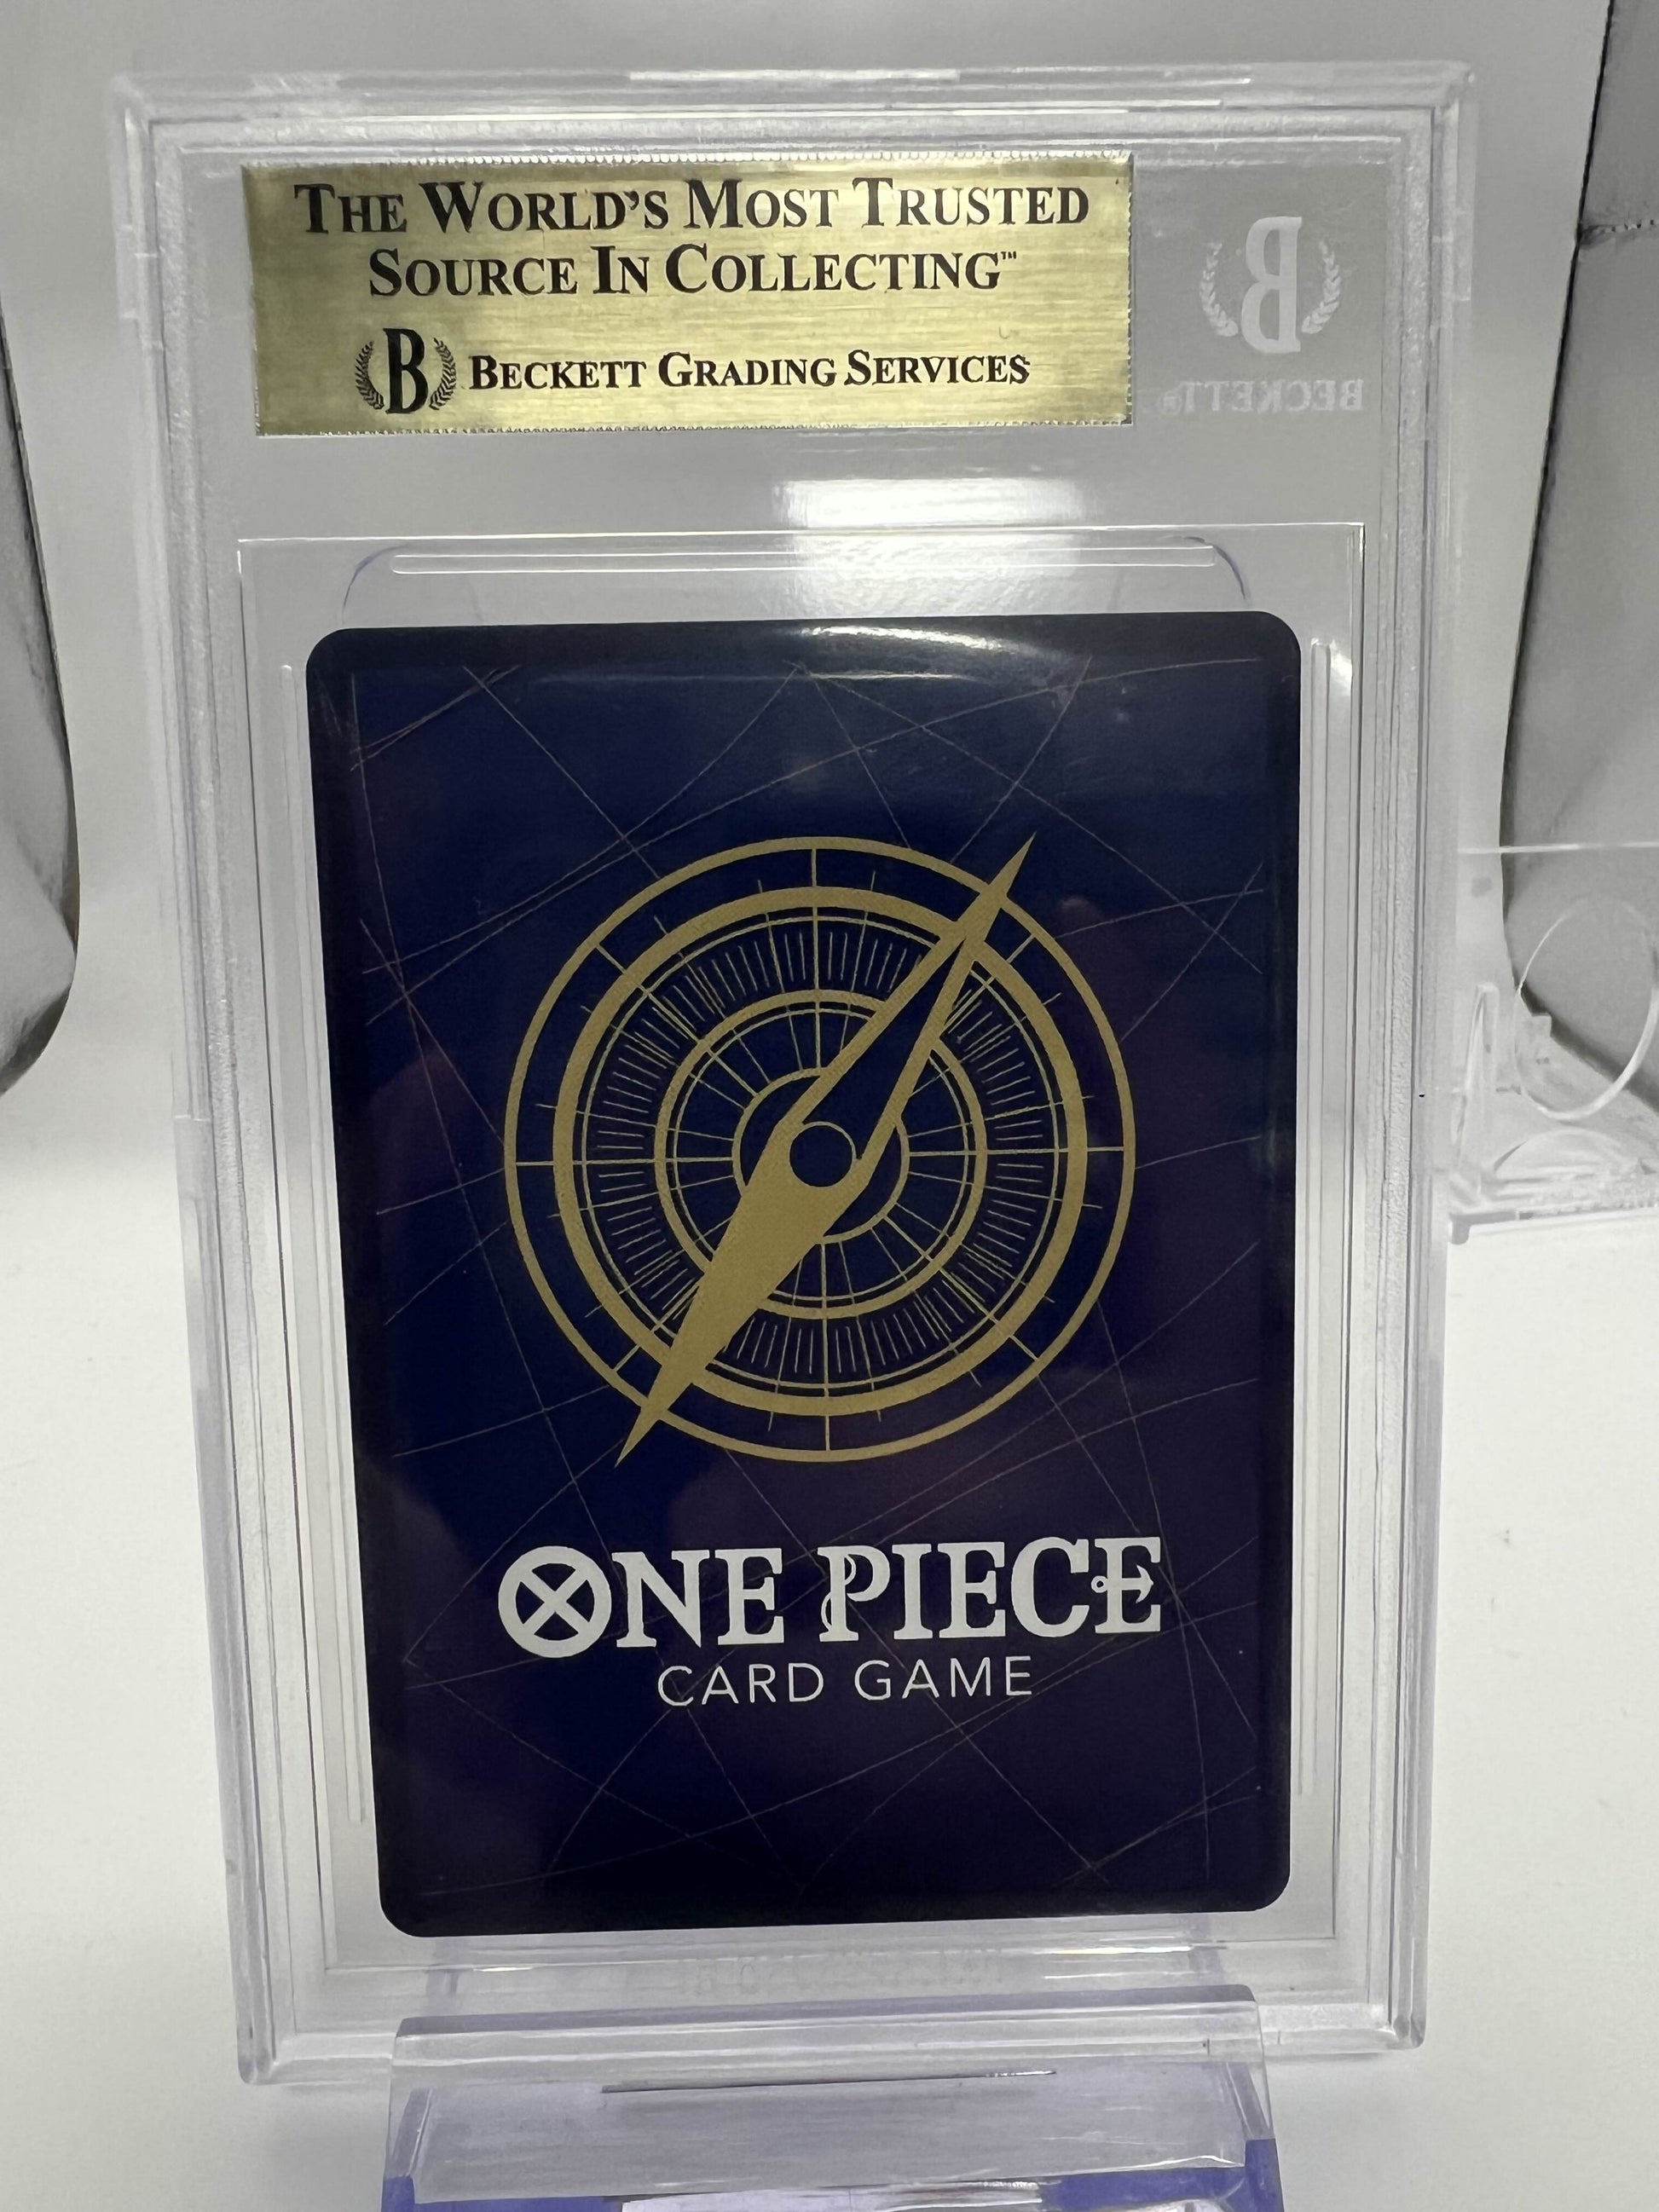 THE WORLD'S MOST TRUSTED
SOURCE IN COLLECTING™
B BECKETT GRADING SERVICES
B
BECKETT®
ONE PIECE
CARD GAME